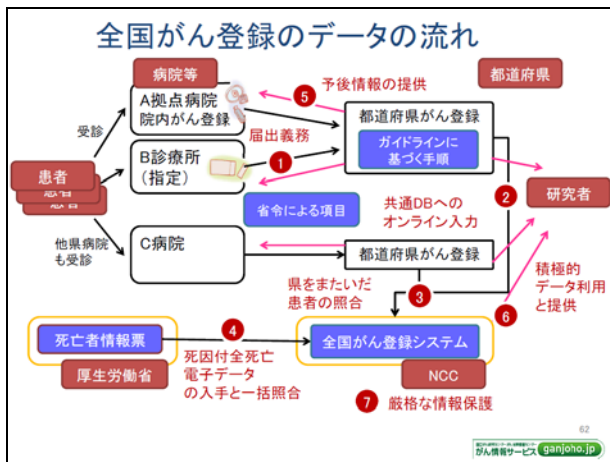 全国がん登録のデータの流れ
病院等
都道府県
A拠点病院
院内がん登録
⑤
予後情報の提供
受診
届出義務
①
都道府県がん登録
ガイドラインに
基づく手順
B診療所
(指定)
患者
患者
患者
②
研究者
省令による項目
共通DBへの
オンライン入力
他県病院
も受診
C病院
都道府県がん登録
県をまたいだ
患者の照合
③
積極的
データ利用
と提供
⑥
死亡者情報票
④
全国がん登録システム
厚生労働省
死因付全死亡
電子データ
の入手と一括照合
NCC
⑦ 厳格な情報保護
62
がん情報サービス ganjoho.jp